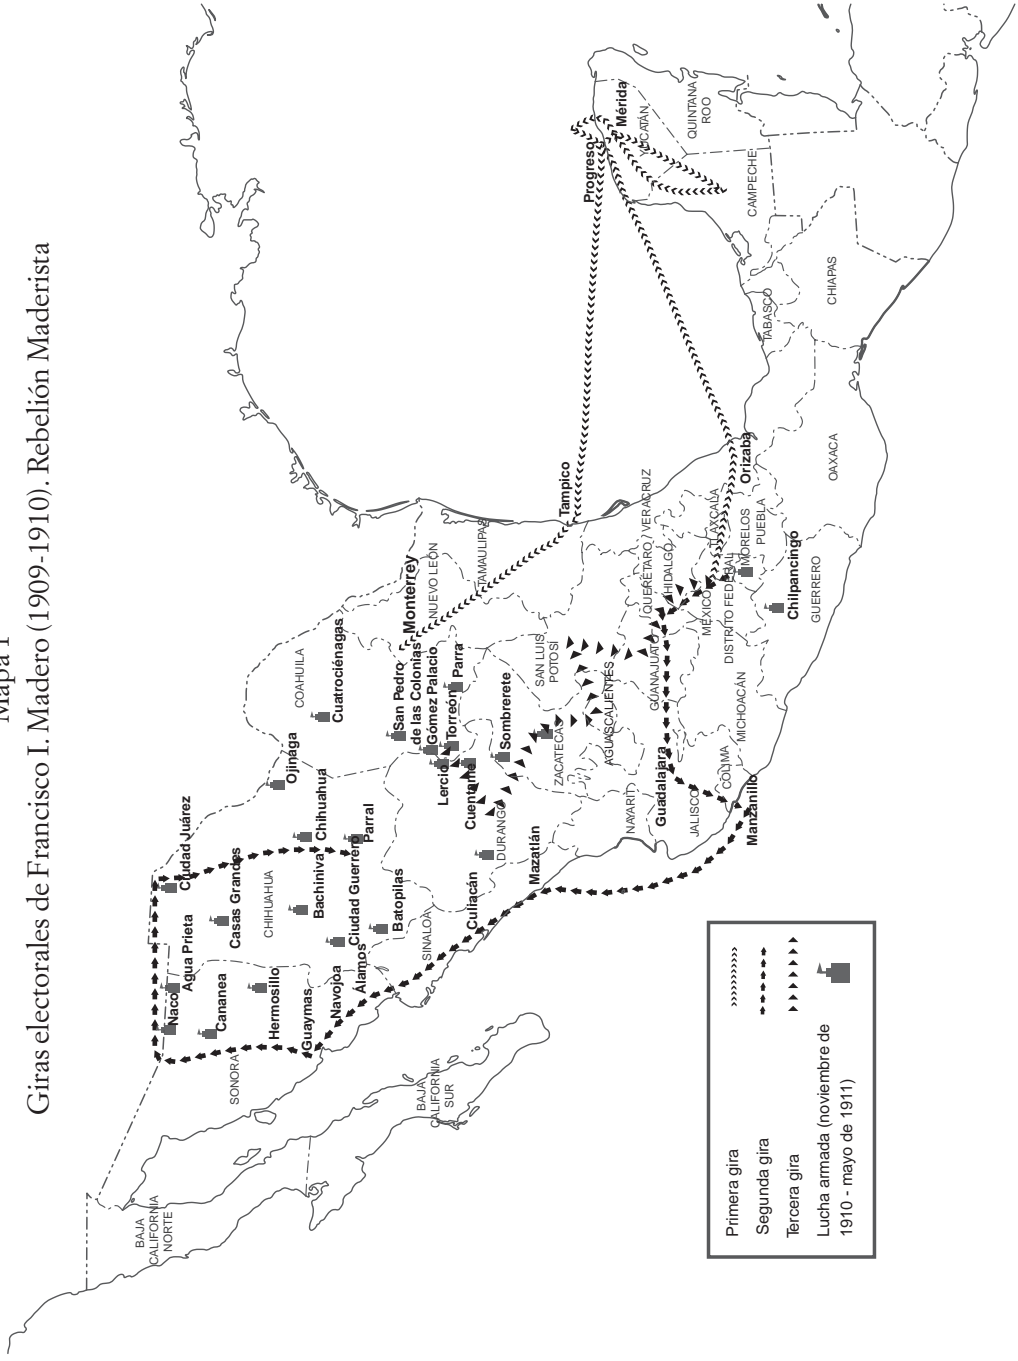 Mapa 1
Giras electorales de Francisco I. Madero (1909-1910). Rebelión Maderista
BAJA
CALIFORNIA
NORTE
BAJA
CALIFORNIA
SUR
SONORA
Naco
Agua Prieta
Cananea
Hermosillo
Guaymas
Navojoa
Álamos
CHIHUAHUA
Ciudad Juárez
Casas Grandes
Ojinaga
Chihuahua
Bachiniva
Ciudad Guerrero
Parral
Batopilas
SINALOA
Culiacán
Mazatlán
COAHUILA
Cuatrociénagas
San Pedro
de las Colonias
Gómez Palacio
Torreón
Parra
Lercio
Cuentame
DURANGO
Monterrey
NUEVO LEÓN
TAMAULIPAS
Tampico
Sombrerete
ZACATECAS
SAN LUIS
POTOSÍ
AGUASCALIENTES
NAYARIT
JALISCO
Guadalajara
COLIMA
Manzanillo
MICHOACÁN
GUANAJUATO
QUERÉTARO / VERACRUZ
HIDALGO
MÉXICO
DISTRITO FEDERAL
TLAXCALA
MORELOS
PUEBLA
Orizaba
Chilpancingo
GUERRERO
OAXACA
TABASCO
CHIAPAS
CAMPECHE
YUCATÁN
QUINTANA
ROO
Progreso
Mérida
Primera gira
Segunda gira
Tercera gira
Lucha armada (noviembre de
1910 - mayo de 1911)